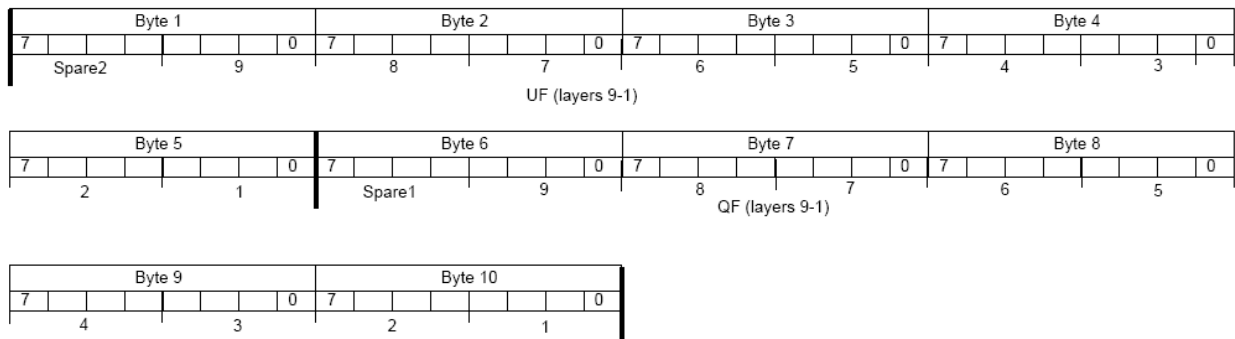 Byte 1 Byte 2 Byte 3 Byte 4
7 0 7 0 7 0 7 0
Spare2 9 8 7 6 5 4 3
UF (layers 9-1)
Byte 5 Byte 6 Byte 7 Byte 8
7 0 7 0 7 0 7 0
2 1 Spare1 9 8 7 6 5
QF (layers 9-1)
Byte 9 Byte 10
7 0 7 0
4 3 2 1